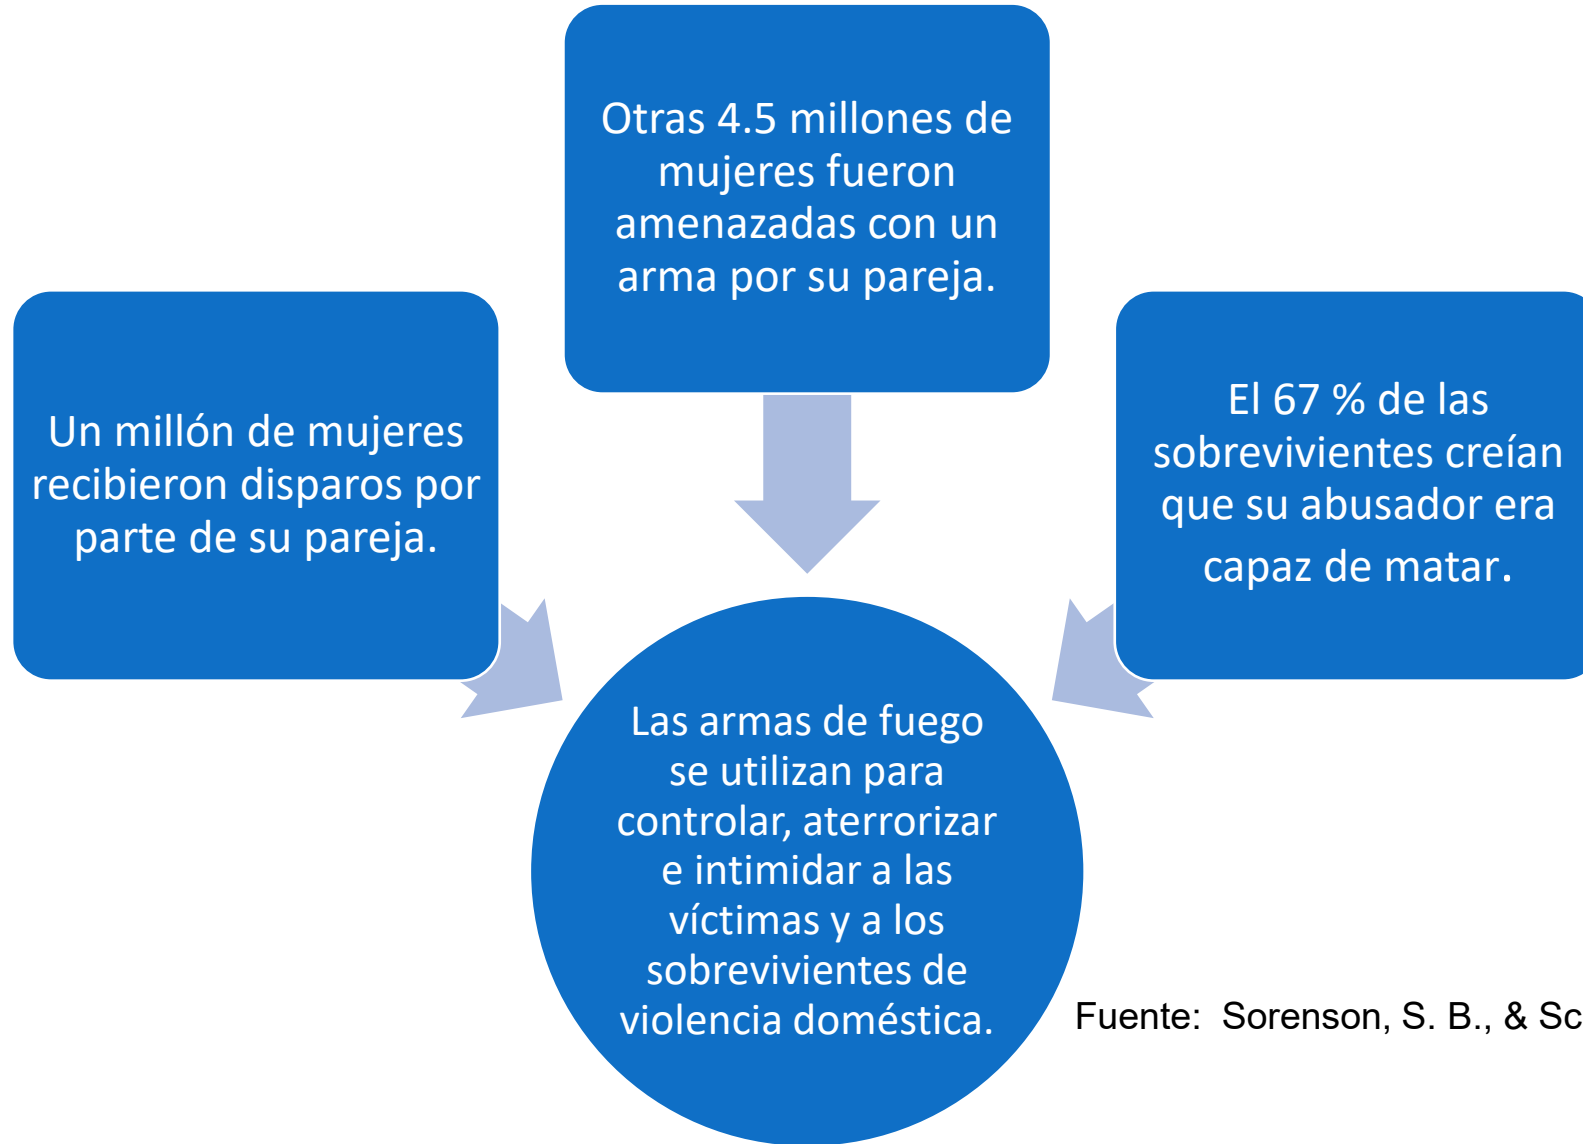 Otras 4.5 millones de
mujeres fueron
amenazadas con un
arma por su pareja.
Un millón de mujeres
recibieron disparos por
parte de su pareja.
El 67 % de las
sobrevivientes creían
que su abusador era
capaz de matar.
Las armas de fuego
se utilizan para
controlar, aterrorizar
e intimidar a las
víctimas y a los
sobrevivientes de
violencia doméstica.
Fuente: Sorenson, S. B., & Sc